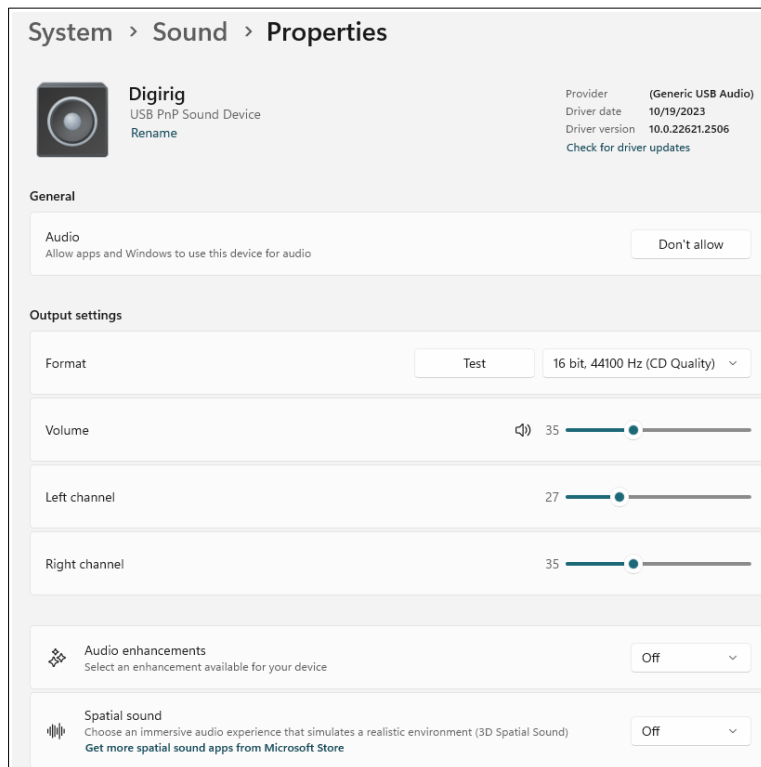 System > Sound > Properties
Digirig
USB PnP Sound Device
Rename
Provider (Generic USB Audio)
Driver date 10/19/2023
Driver version 10.0.22621.2506
Check for driver updates
General
Audio
Allow apps and Windows to use this device for audio
Don't allow
Output settings
Format Test 16 bit, 44100 Hz (CD Quality)
Volume 35
Left channel 27
Right channel 35
Audio enhancements
Select an enhancement available for your device
Off
Spatial sound
Choose an immersive audio experience that simulates a realistic environment (3D Spatial Sound)
Get more spatial sound apps from Microsoft Store
Off